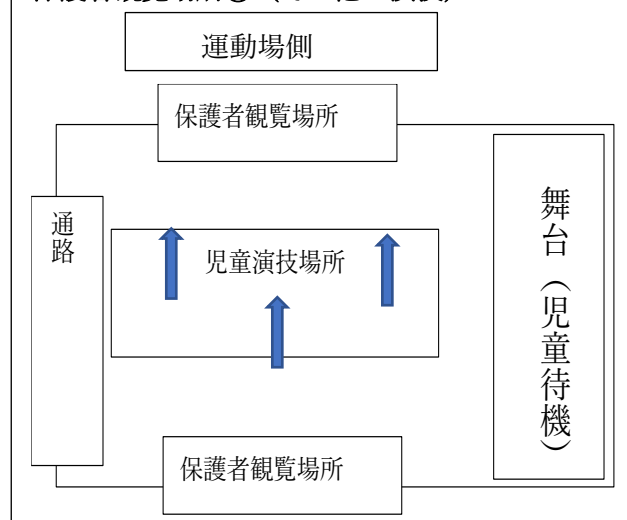 運動場側
保護者観覧場所
通路
児童演技場所
舞台（児童待機）
保護者観覧場所